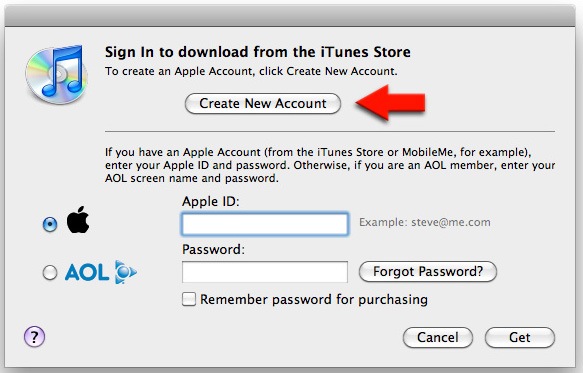 Sign In to download from the iTunes Store
To create an Apple Account, click Create New Account.
Create New Account
If you have an Apple Account (from the iTunes Store or MobileMe, for example),
enter your Apple ID and password. Otherwise, if you are an AOL member, enter your
AOL screen name and password.
Apple ID:
Example: steve@me.com
Password:
AOL
Forgot Password?
Remember password for purchasing
?
Cancel
Get